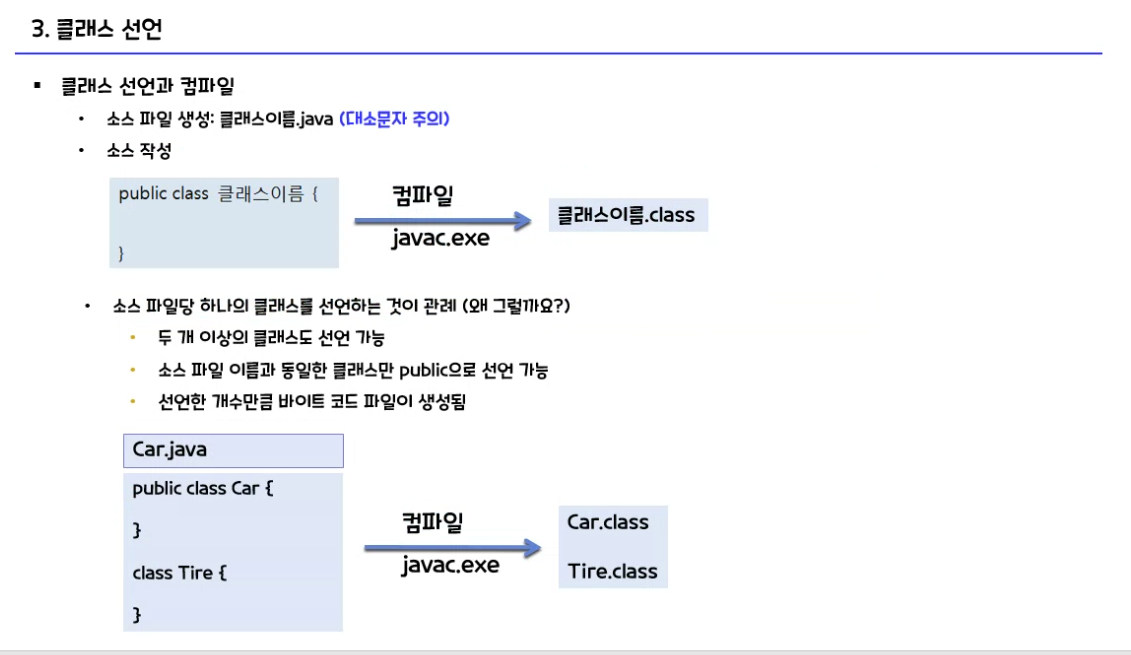 3. 클래스 선언
▪ 클래스 선언과 컴파일
• 소스 파일 생성: 클래스이름.java (대소문자 주의)
• 소스 작성
public class 클래스이름 {
}
컴파일
javac.exe
클래스이름.class
• 소스 파일당 하나의 클래스를 선언하는 것이 관례 (왜 그럴까요?)
• 두 개 이상의 클래스도 선언 가능
• 소스 파일 이름과 동일한 클래스만 public으로 선언 가능
• 선언한 개수만큼 바이트 코드 파일이 생성됨
Car.java
public class Car {
}
class Tire {
}
컴파일
javac.exe
Car.class
Tire.class